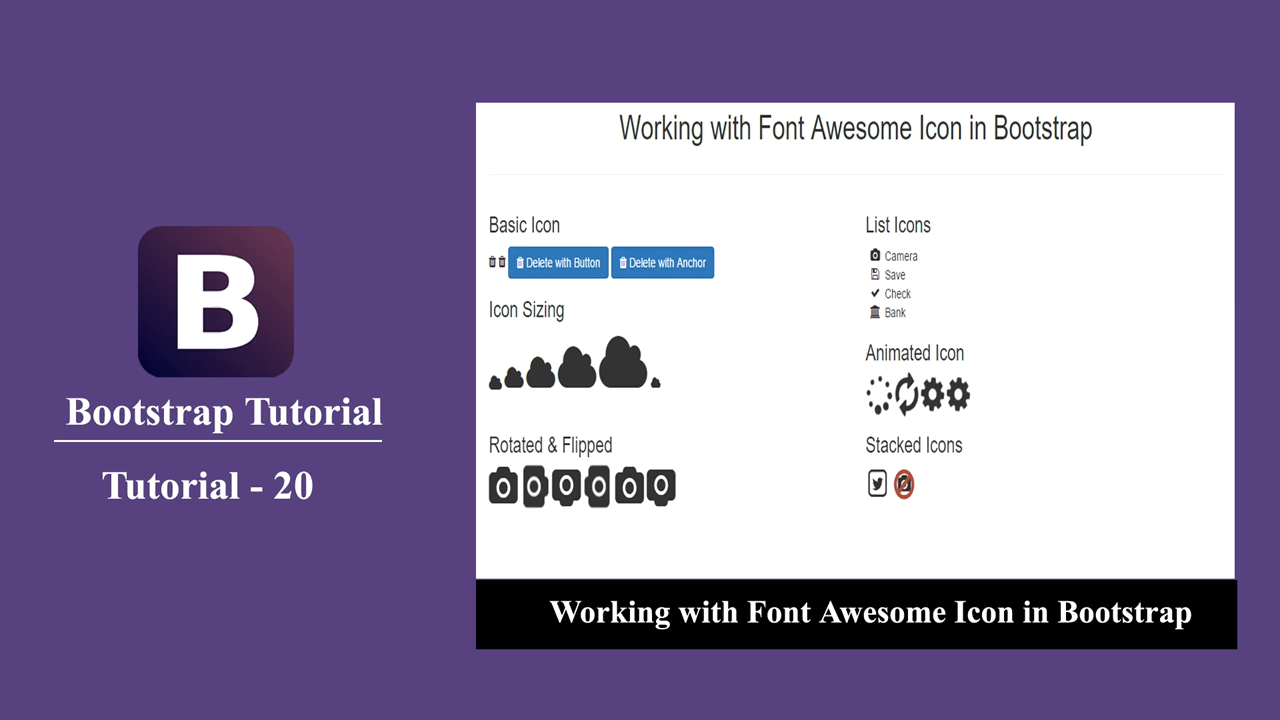 B
Bootstrap Tutorial
Tutorial - 20
Working with Font Awesome Icon in Bootstrap
Basic Icon
Delete with Button Delete with Anchor
Icon Sizing
Rotated & Flipped
List Icons
Camera
Save
Check
Bank
Animated Icon
Stacked Icons
Working with Font Awesome Icon in Bootstrap